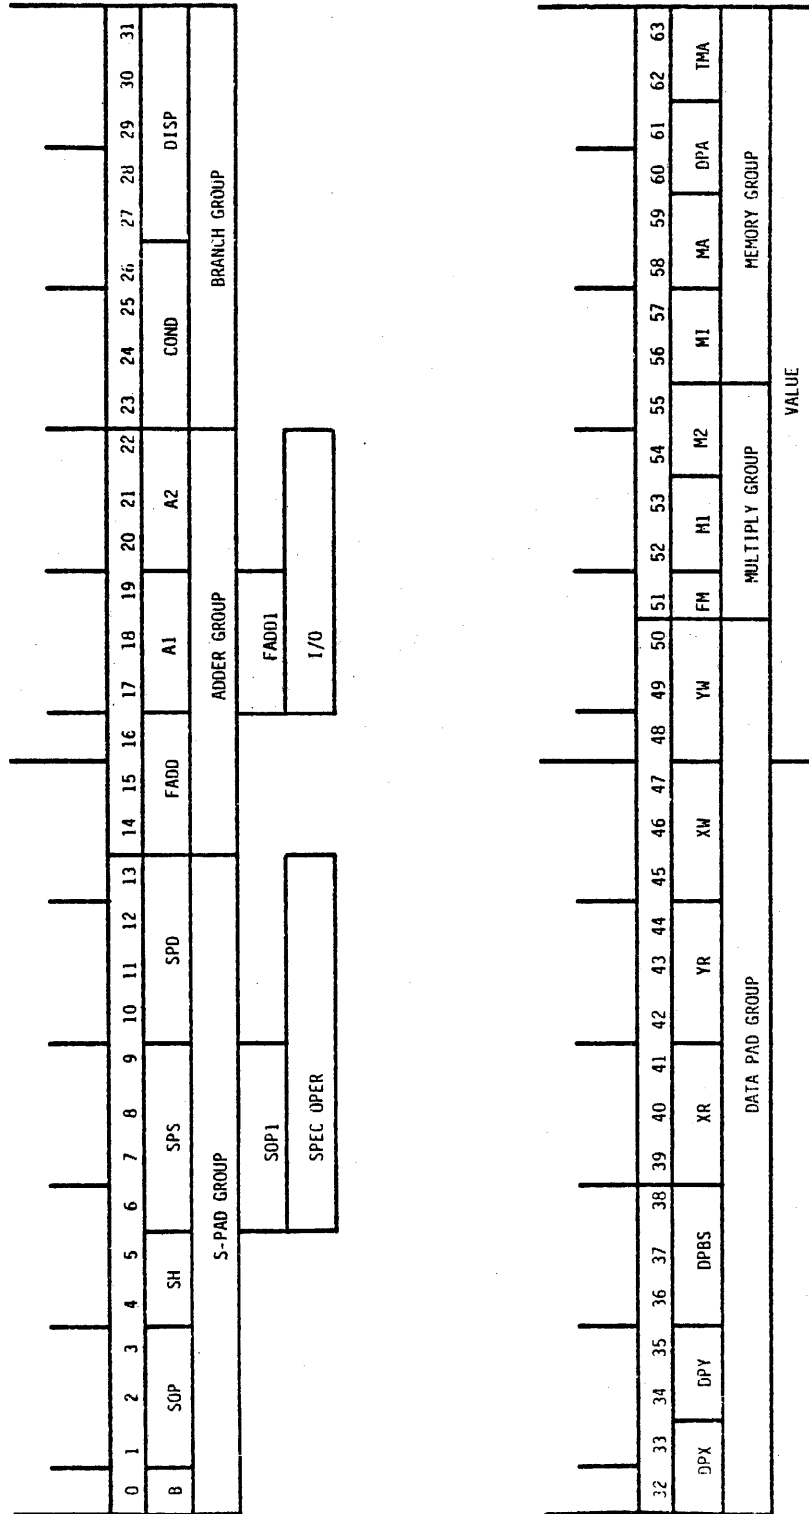 0 1 2 3 4 5 6 7 8 9 10 11 12 13 14 15 16 17 18 19 20 21 22 23 24 25 26 27 28 29 30 31
B SOP SH SPS SPD FADD A1 A2 COND DISP
S-PAD GROUP ADDER GROUP BRANCH GROUP
SOP1 FADD1
SPEC OPER I/O
32 33 34 35 36 37 38 39 40 41 42 43 44 45 46 47 48 49 50 51 52 53 54 55 56 57 58 59 60 61 62 63
DPX DPY DPBS XR YR XW YW FM M1 M2 MI MA DPA TMA
DATA PAD GROUP MULTIPLY GROUP MEMORY GROUP
VALUE